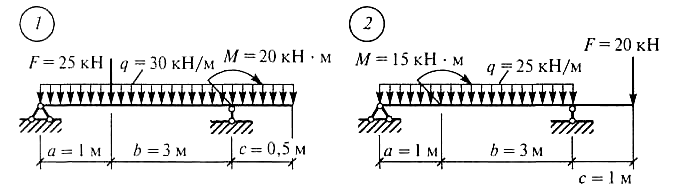 1
F = 25 кН
q = 30 кН/м
M = 20 кН · м
a = 1 м
b = 3 м
c = 0,5 м
2
F = 20 кН
M = 15 кН · м
q = 25 кН/м
a = 1 м
b = 3 м
c = 1 м